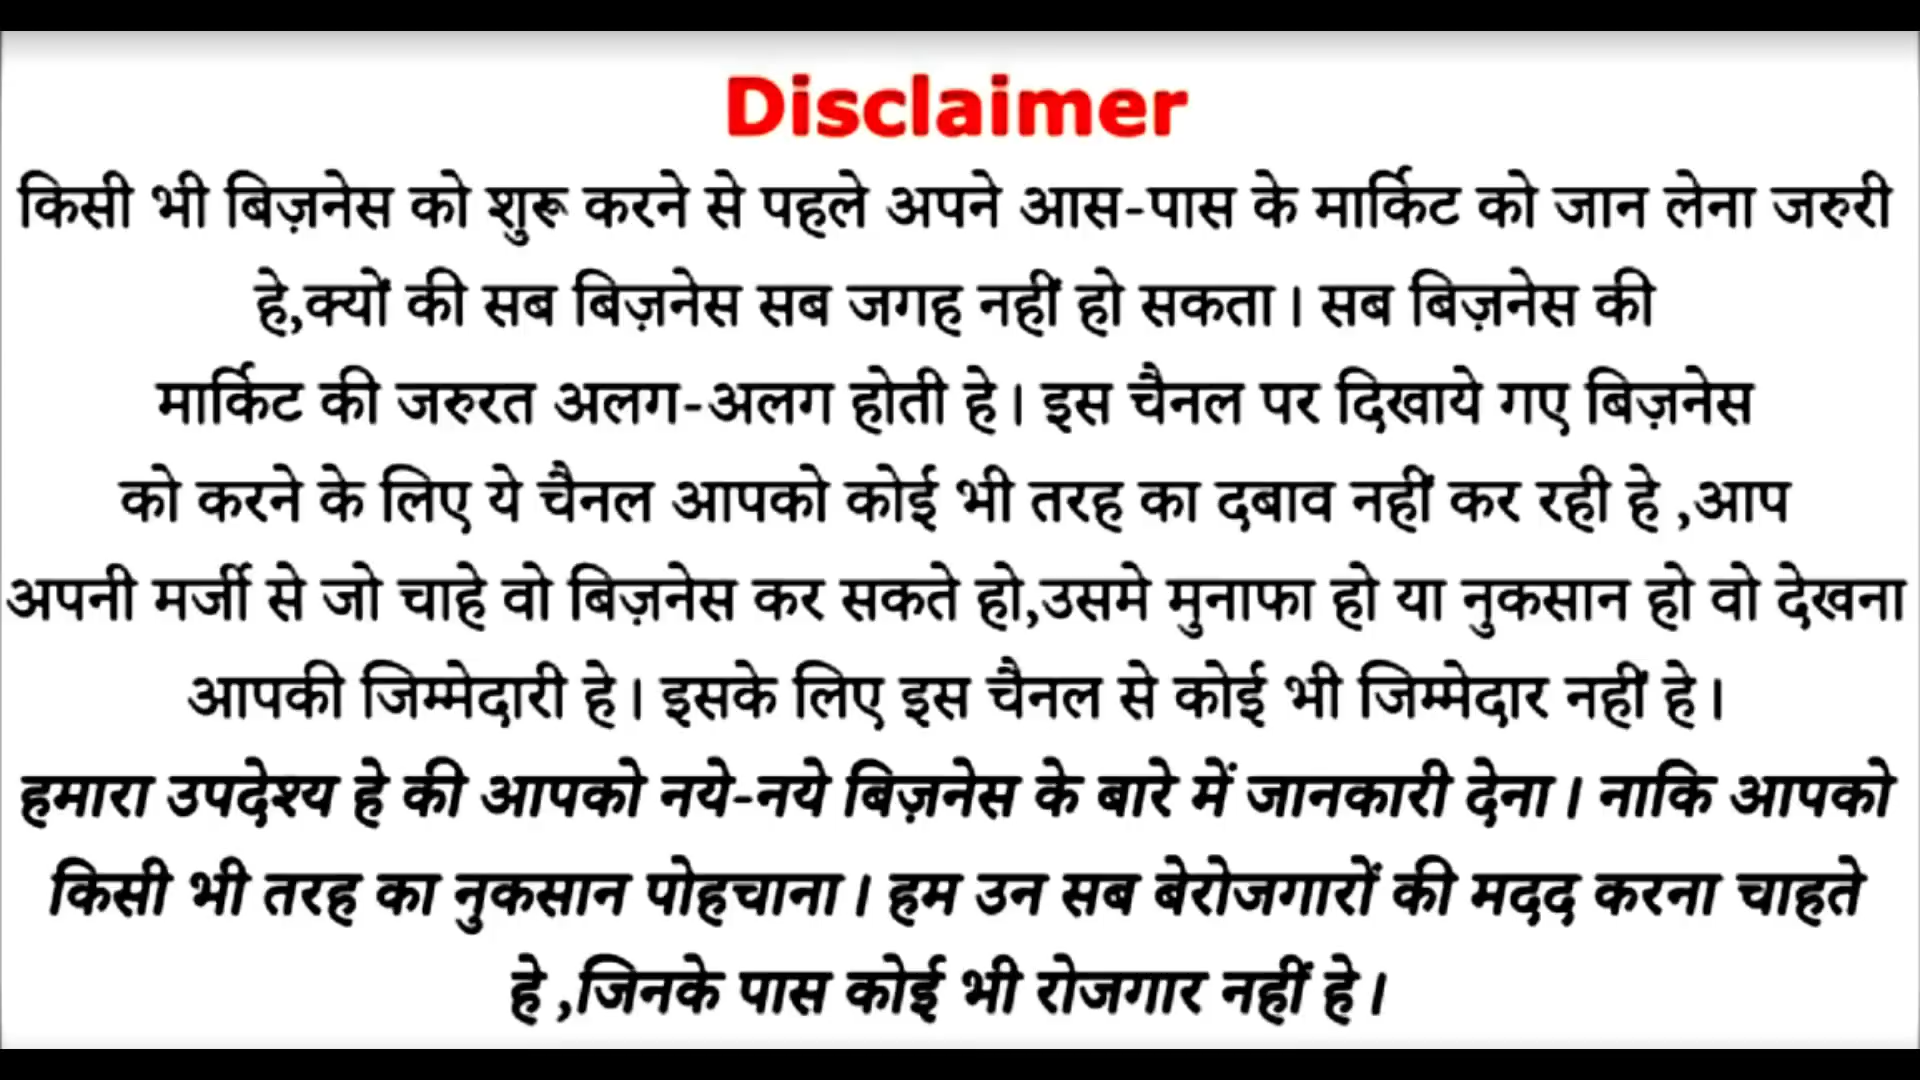 Disclaimer
किसी भी बिज़नेस को शुरू करने से पहले अपने आस-पास के मार्किट को जान लेना जरुरी
हे,क्यों की सब बिज़नेस सब जगह नहीं हो सकता। सब बिज़नेस की
मार्किट की जरुरत अलग-अलग होती हे। इस चैनल पर दिखाये गए बिज़नेस
को करने के लिए ये चैनल आपको कोई भी तरह का दबाव नहीं कर रही हे ,आप
अपनी मर्जी से जो चाहे वो बिज़नेस कर सकते हो,उसमे मुनाफा हो या नुकसान हो वो देखना
आपकी जिम्मेदारी हे। इसके लिए इस चैनल से कोई भी जिम्मेदार नहीं हे।
हमारा उपदेश्य हे की आपको नये-नये बिज़नेस के बारे में जानकारी देना। नाकि आपको
किसी भी तरह का नुकसान पोहचाना। हम उन सब बेरोजगारों की मदद करना चाहते
हे ,जिनके पास कोई भी रोजगार नहीं हे।